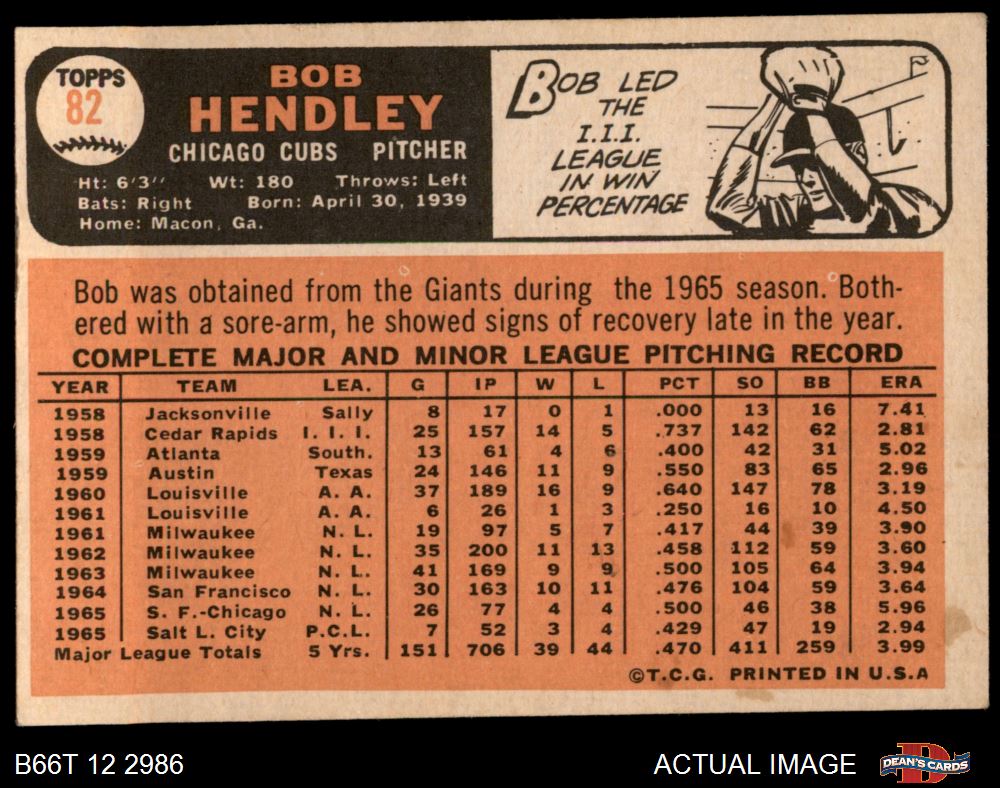 TOPPS
82
BOB
HENDLEY
CHICAGO CUBS PITCHER
Ht: 6'3" Wt: 180 Throws: Left
Bats: Right Born: April 30, 1939
Home: Macon, Ga.
BOB LED
THE
I.I.I.
LEAGUE
IN WIN
PERCENTAGE
Bob was obtained from the Giants during the 1965 season. Both-
ered with a sore-arm, he showed signs of recovery late in the year.
COMPLETE MAJOR AND MINOR LEAGUE PITCHING RECORD
YEAR TEAM LEA. G IP W L PCT SO BB ERA
1958 Jacksonville Sally 8 17 0 1 .000 13 16 7.41
1958 Cedar Rapids I. I. I. 25 157 14 5 .737 142 62 2.81
1959 Atlanta South. 13 61 4 6 .400 42 31 5.02
1959 Austin Texas 24 146 11 9 .550 83 65 2.96
1960 Louisville A. A. 37 189 16 9 .640 147 78 3.19
1961 Louisville A. A. 6 26 1 3 .250 16 10 4.50
1961 Milwaukee N. L. 19 97 5 7 .417 44 39 3.90
1962 Milwaukee N. L. 35 200 11 13 .458 112 59 3.60
1963 Milwaukee N. L. 41 169 9 9 .500 105 64 3.94
1964 San Francisco N. L. 30 163 10 11 .476 104 59 3.64
1965 S. F.-Chicago N. L. 26 77 4 4 .500 46 38 5.96
1965 Salt L. City P.C.L. 7 52 3 4 .429 47 19 2.94
Major League Totals 5 Yrs. 151 706 39 44 .470 411 259 3.99
©T.C.G. PRINTED IN U.S.A
B66T 12 2986
ACTUAL IMAGE
DEAN'S CARDS